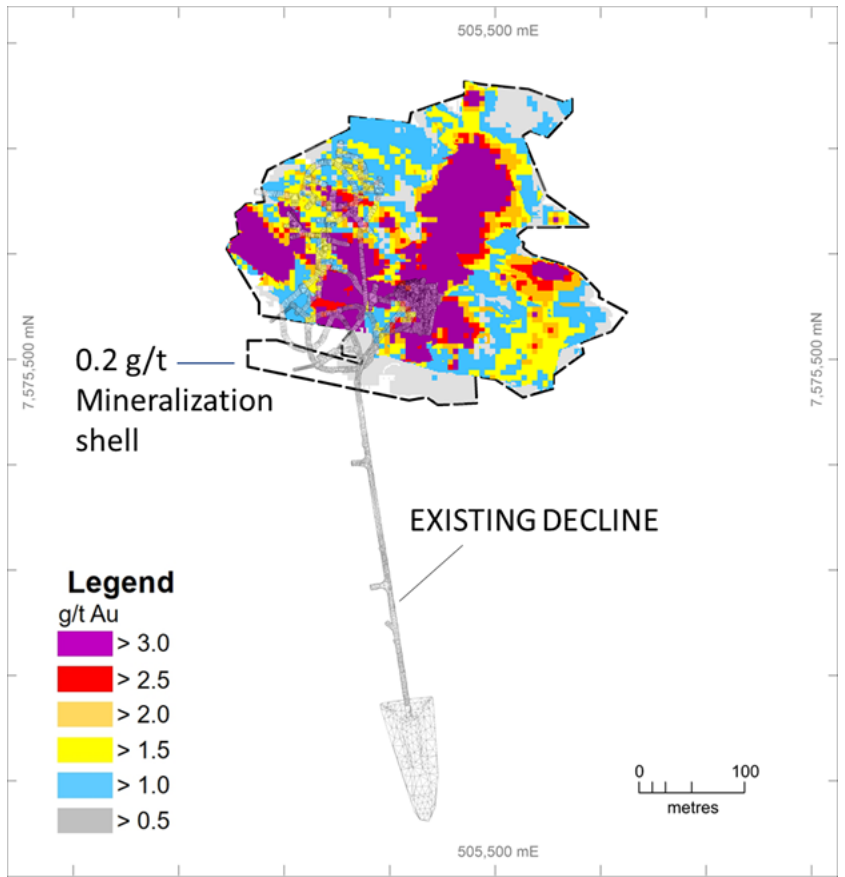 505,500 mE
7,575,500 mN
7,575,500 mN
0.2 g/t
Mineralization
shell
EXISTING DECLINE
Legend
g/t Au
> 3.0
> 2.5
> 2.0
> 1.5
> 1.0
> 0.5
0 100
metres
505,500 mE